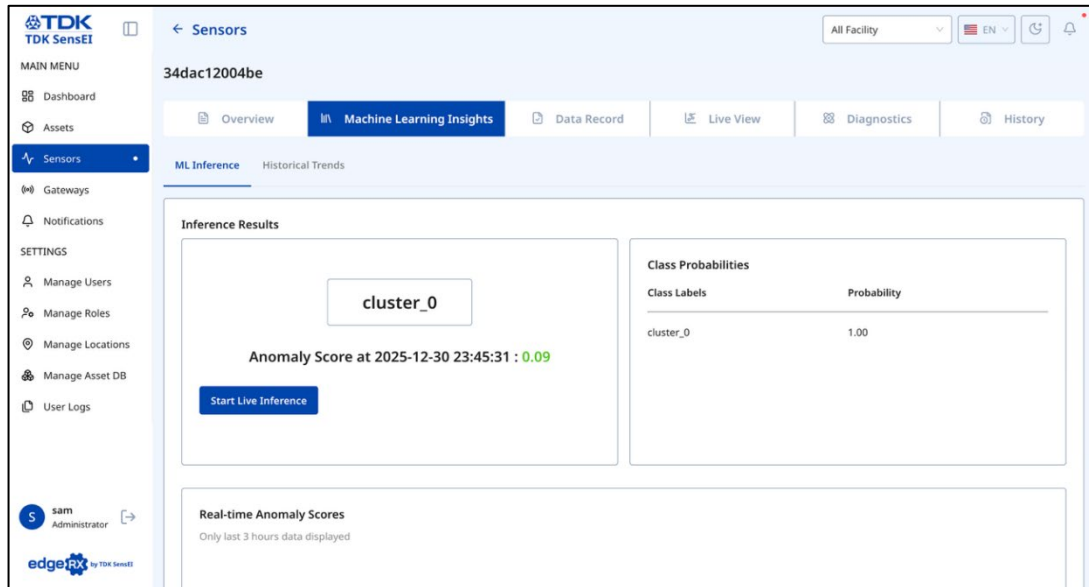 TDK
TDK SensEI
← Sensors
All Facility
EN
MAIN MENU
34dac12004be
Dashboard
Assets
Sensors
Gateways
Notifications
SETTINGS
Manage Users
Manage Roles
Manage Locations
Manage Asset DB
User Logs
S
sam
Administrator
edgeRX by TDK SensEI
Overview
Machine Learning Insights
Data Record
Live View
Diagnostics
History
ML Inference
Historical Trends
Inference Results
cluster_0
Anomaly Score at 2025-12-30 23:45:31 : 0.09
Start Live Inference
Class Probabilities
Class Labels Probability
cluster_0 1.00
Real-time Anomaly Scores
Only last 3 hours data displayed